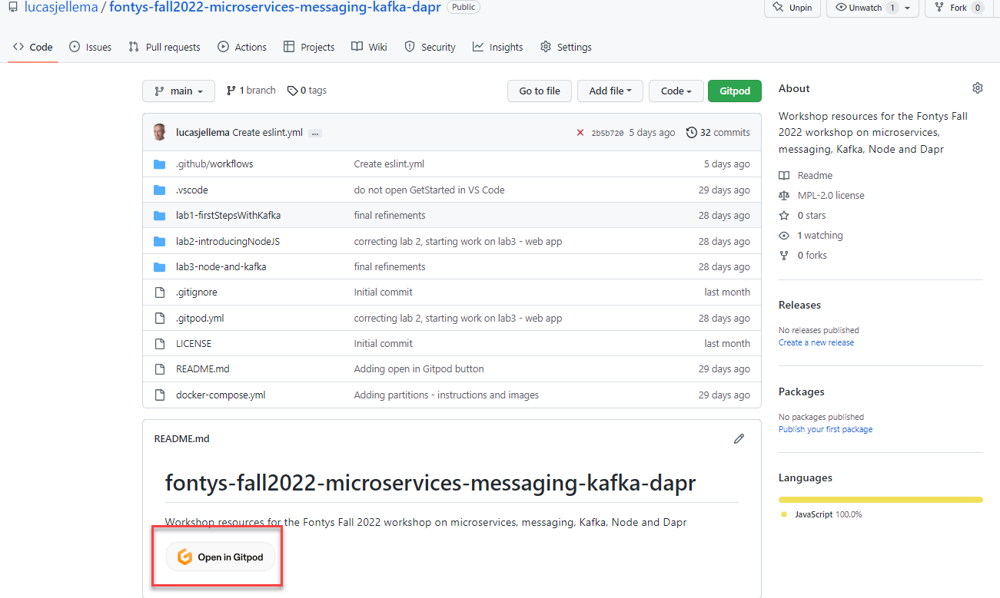 lucasjellema / fontys-fall2022-microservices-messaging-kafka-dapr Public
Unpin Unwatch 1 Fork 0
Code Issues Pull requests Actions Projects Wiki Security Insights Settings
main 1 branch 0 tags Go to file Add file Code Gitpod
lucasjellema Create eslint.yml ... 2b5b720 5 days ago 32 commits
.github/workflows Create eslint.yml 5 days ago
.vscode do not open GetStarted in VS Code 29 days ago
lab1-firstStepsWithKafka final refinements 28 days ago
lab2-introducingNodeJS correcting lab 2, starting work on lab3 - web app 28 days ago
lab3-node-and-kafka final refinements 28 days ago
.gitignore Initial commit last month
.gitpod.yml correcting lab 2, starting work on lab3 - web app 28 days ago
LICENSE Initial commit last month
README.md Adding open in Gitpod button 29 days ago
docker-compose.yml Adding partitions - instructions and images 29 days ago
README.md
fontys-fall2022-microservices-messaging-kafka-dapr
Workshop resources for the Fontys Fall 2022 workshop on microservices, messaging, Kafka, Node and Dapr
Open in Gitpod
About
Workshop resources for the Fontys Fall
2022 workshop on microservices,
messaging, Kafka, Node and Dapr
Readme
MPL-2.0 license
0 stars
1 watching
0 forks
Releases
No releases published
Create a new release
Packages
No packages published
Publish your first package
Languages
JavaScript 100.0%